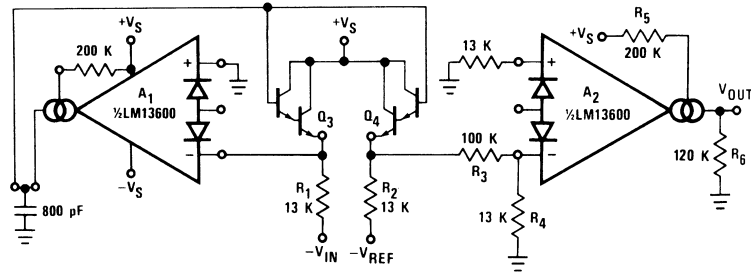 +VS
200 K
A1
½LM13600
+
−
−VS
800 pF
+VS
Q3
Q4
R1
13 K
−VIN
R2
13 K
−VREF
13 K
100 K
R3
13 K
R4
+
−
A2
½LM13600
+VS
R5
200 K
VOUT
120 K
R6